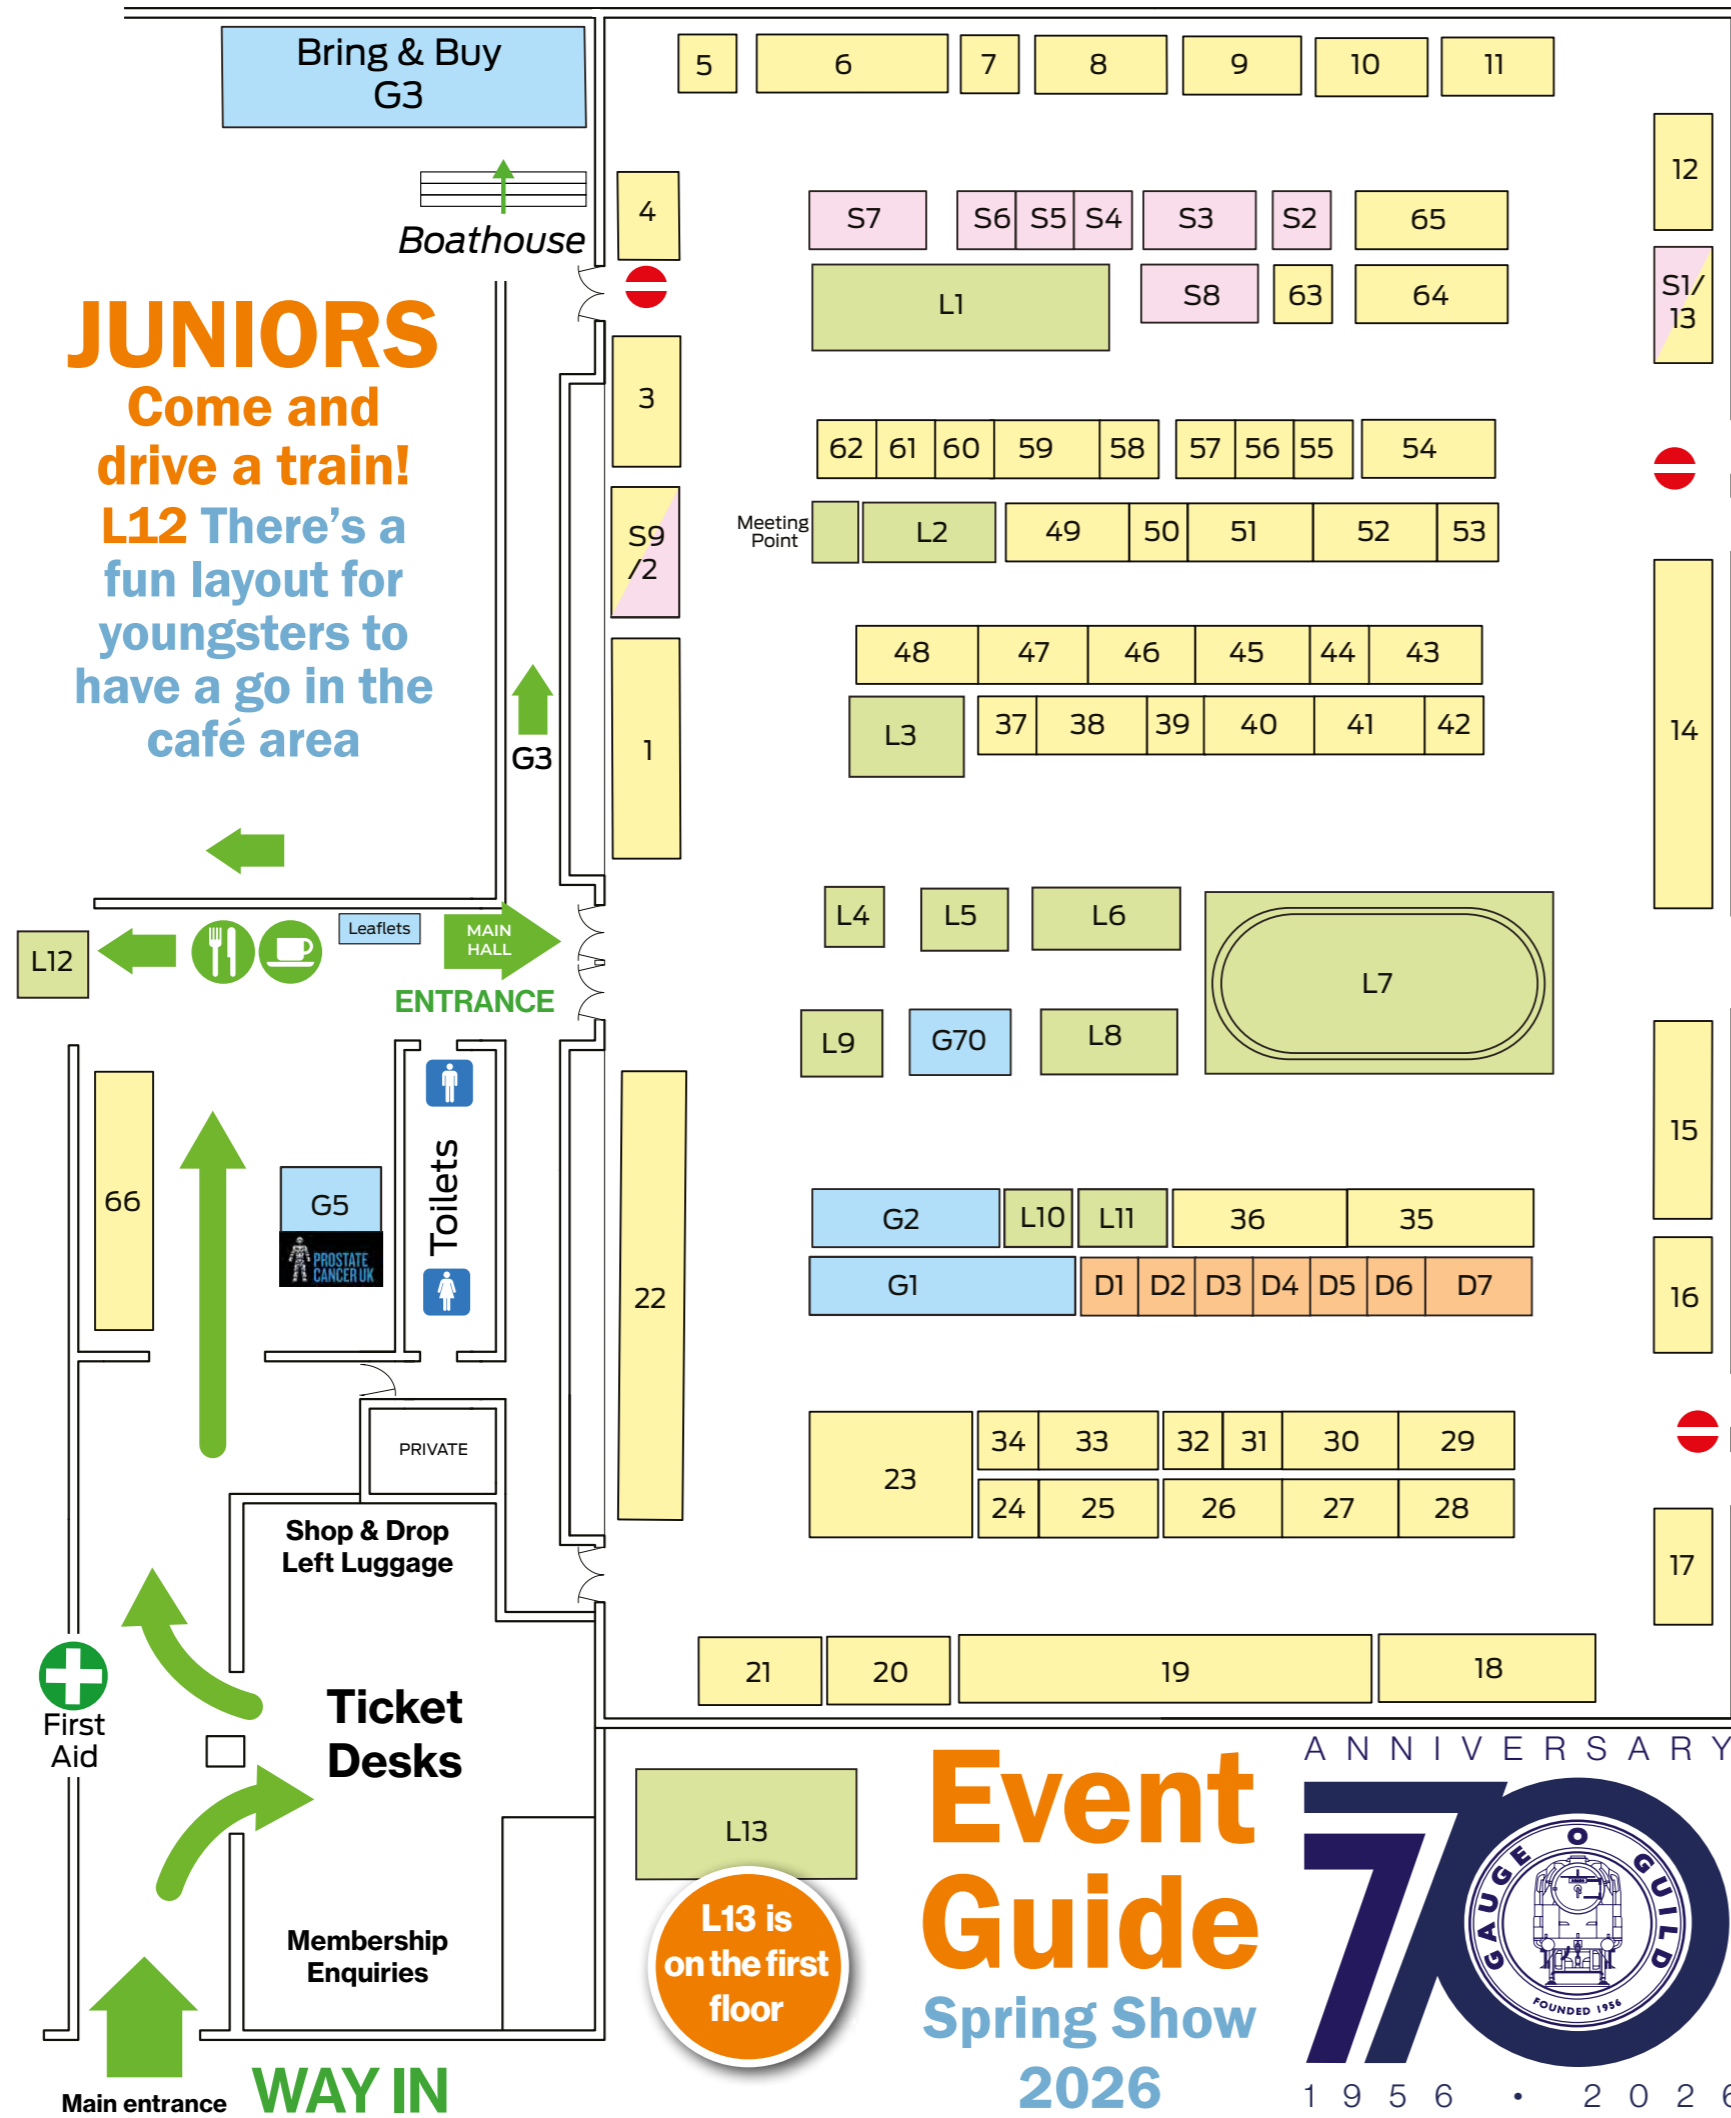 Bring & Buy
G3
5
6
7
8
9
10
11
12
4
S7
S6
S5
S4
S3
S2
65
Boathouse
L1
S8
63
64
S1/
13
JUNIORS
Come and
drive a train!
L12 There's a
fun layout for
youngsters to
have a go in the
café area
3
62
61
60
59
58
57
56
55
54
Meeting
Point
L2
49
50
51
52
53
S9
/2
48
47
46
45
44
43
G3
1
L3
37
38
39
40
41
42
14
L4
L5
L6
L7
L12
Leaflets
MAIN
HALL
ENTRANCE
L9
G70
L8
15
66
G5
PROSTATE
CANCER UK
Toilets
22
G2
L10
L11
36
35
G1
D1
D2
D3
D4
D5
D6
D7
16
PRIVATE
23
34
33
32
31
30
29
24
25
26
27
28
17
Shop & Drop
Left Luggage
21
20
19
18
First
Aid
Ticket
Desks
L13
L13 is
on the first
floor
Membership
Enquiries
Main entrance
WAY IN
Event
Guide
Spring Show
2026
ANNIVERSARY
70
GAUGE O GUILD
FOUNDED 1956
1956 • 2026